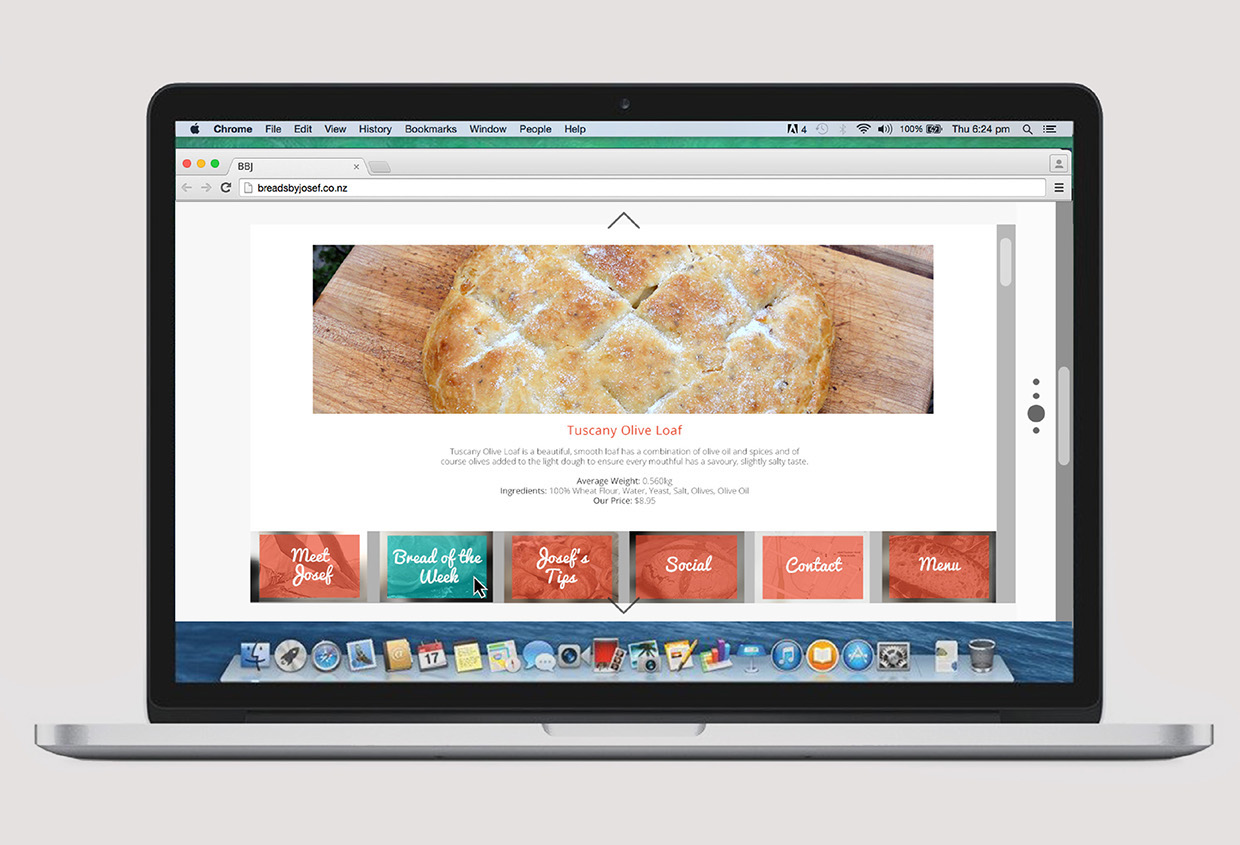 Chrome File Edit View History Bookmarks Window People Help 4 100% Thu 6:24 pm
BBJ
breadsbyjosef.co.nz
Tuscany Olive Loaf
Tuscany Olive Loaf is a beautiful, smooth loaf has a combination of olive oil and spices and of
course olives added to the light dough to ensure every mouthful has a savoury, slightly salty taste.
Average Weight: 0.560kg
Ingredients: 100% Wheat Flour, Water, Yeast, Salt, Olives, Olive Oil
Our Price: $8.95
Meet
Josef
Bread of the
Week
Josef's
Tips
Social
Contact
Menu
17